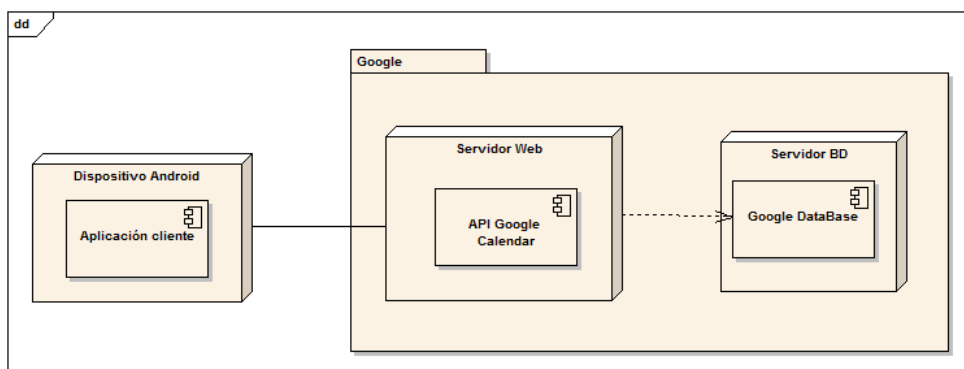 dd
Google
Dispositivo Android
Aplicación cliente
Servidor Web
API Google
Calendar
Servidor BD
Google DataBase